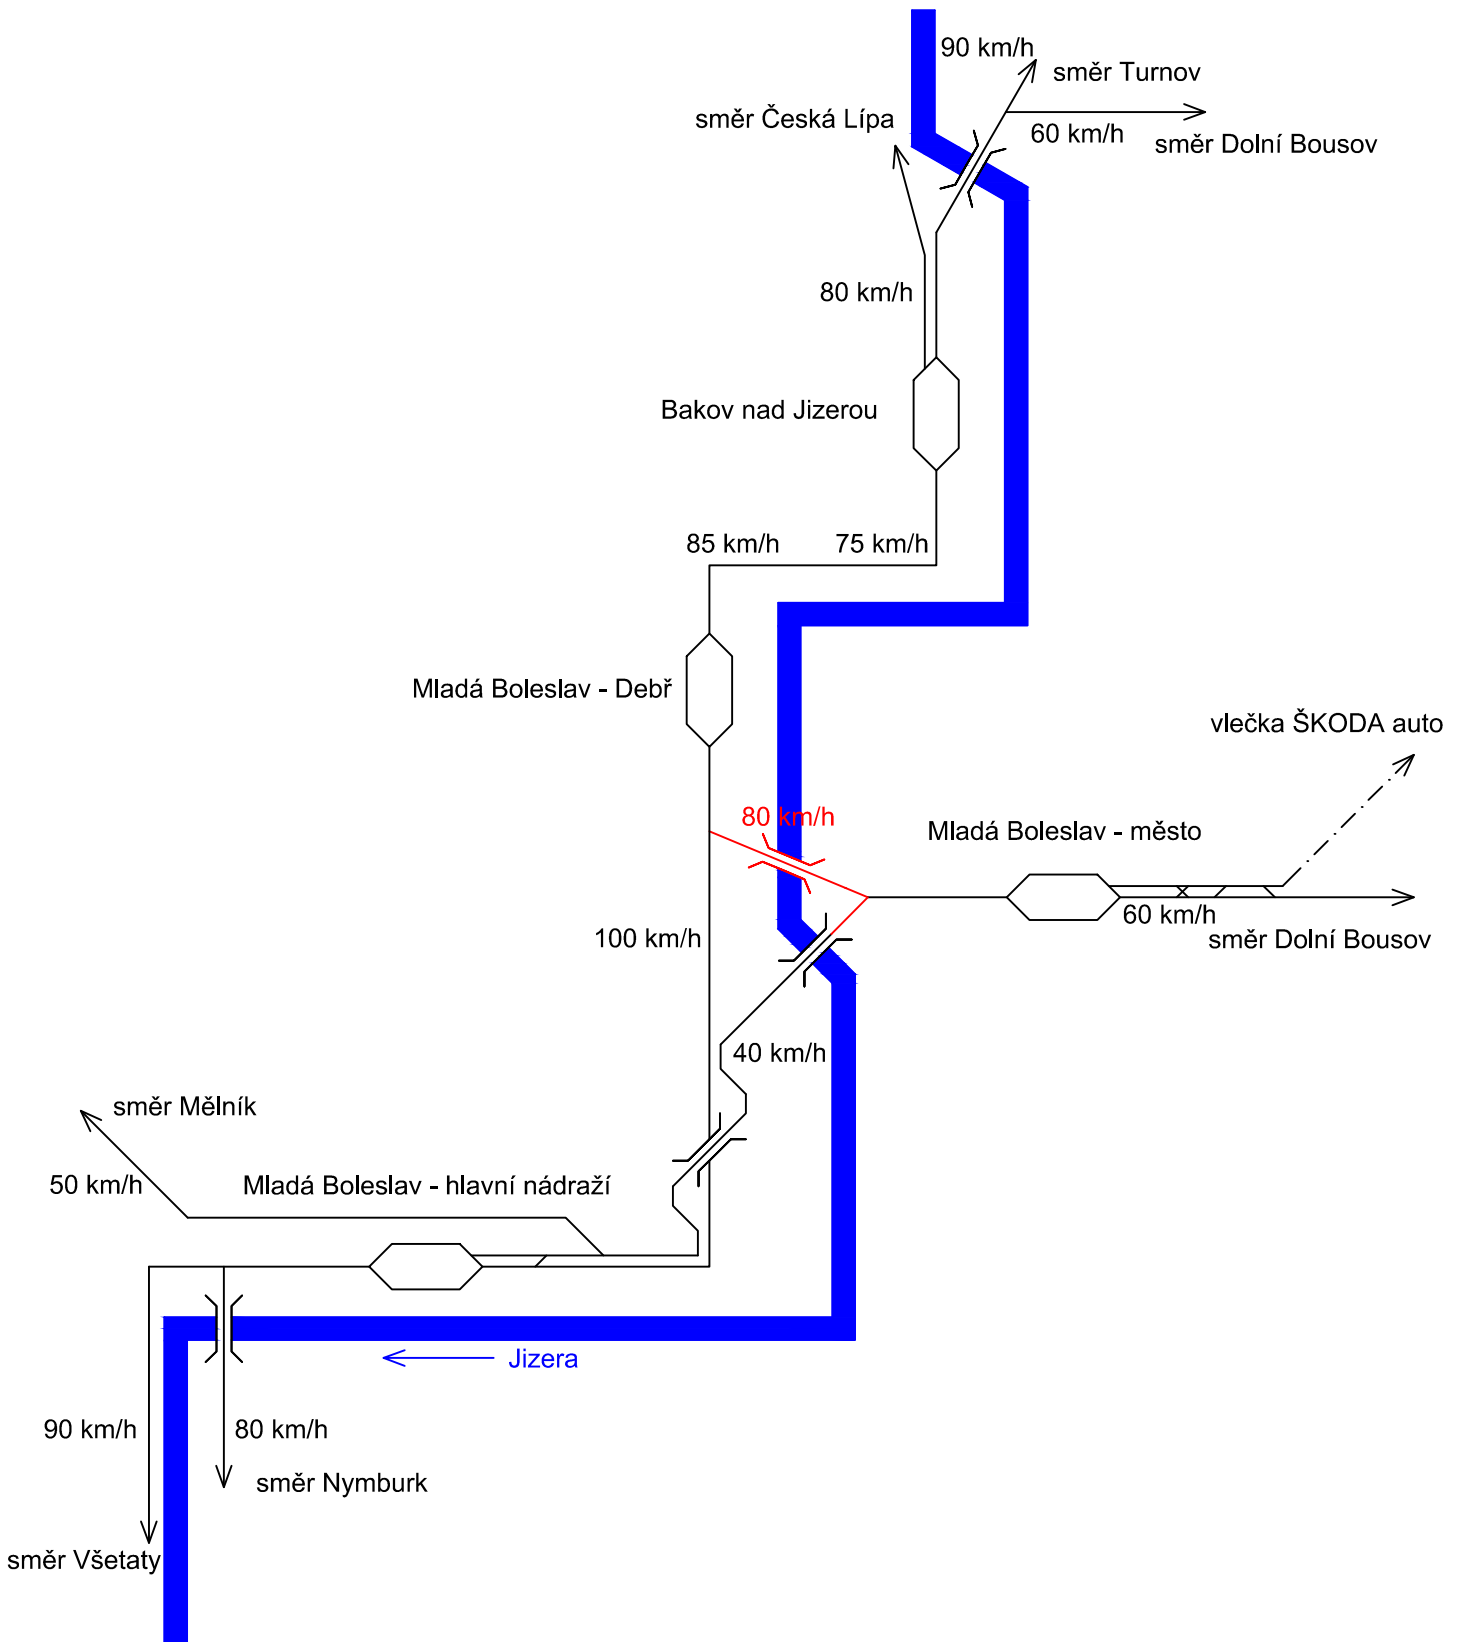 90 km/h
směr Turnov
směr Česká Lípa
60 km/h
směr Dolní Bousov
80 km/h
Bakov nad Jizerou
85 km/h
75 km/h
Mladá Boleslav - Debř
vlečka ŠKODA auto
80 km/h
Mladá Boleslav - město
60 km/h
100 km/h
směr Dolní Bousov
40 km/h
směr Mělník
50 km/h
Mladá Boleslav - hlavní nádraží
Jizera
90 km/h
80 km/h
směr Nymburk
směr Všetaty